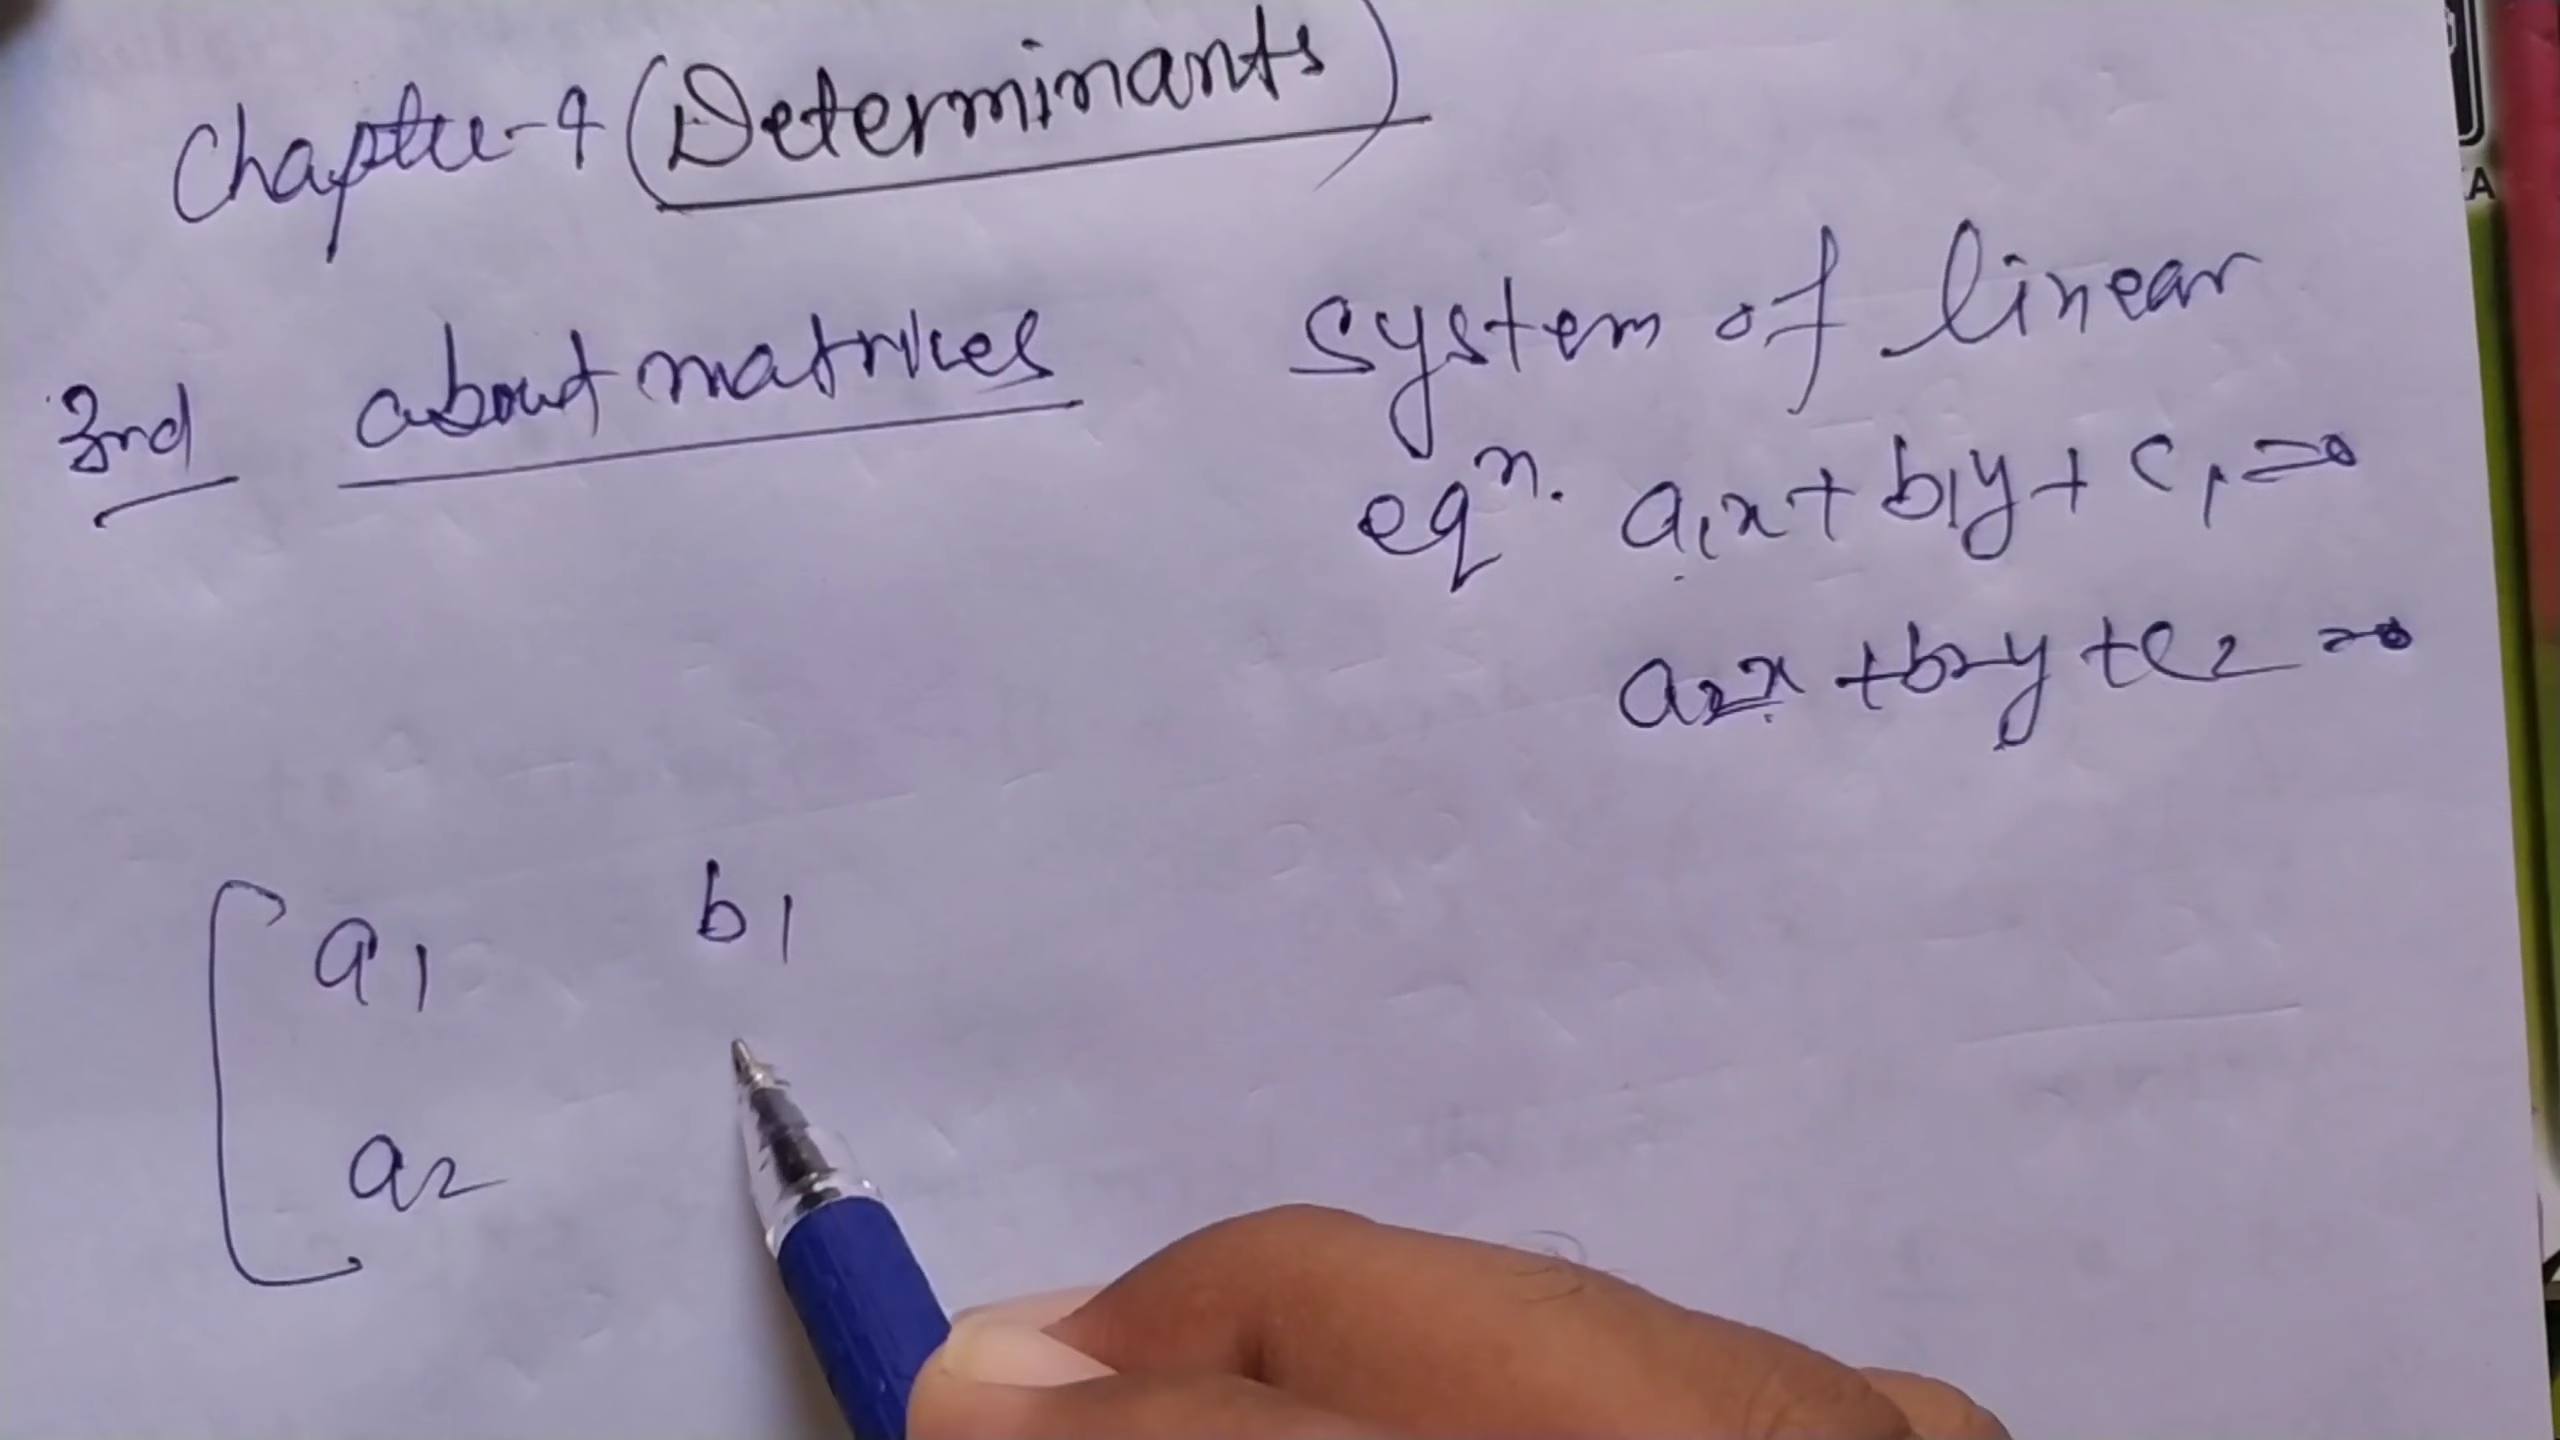 Chapter-4 (Determinants)
3rd about matrices
system of linear
eqn. a1x + b1y + c1 = 0
a2x + b2y + c2 = 0
[ a1 b1
a2
A